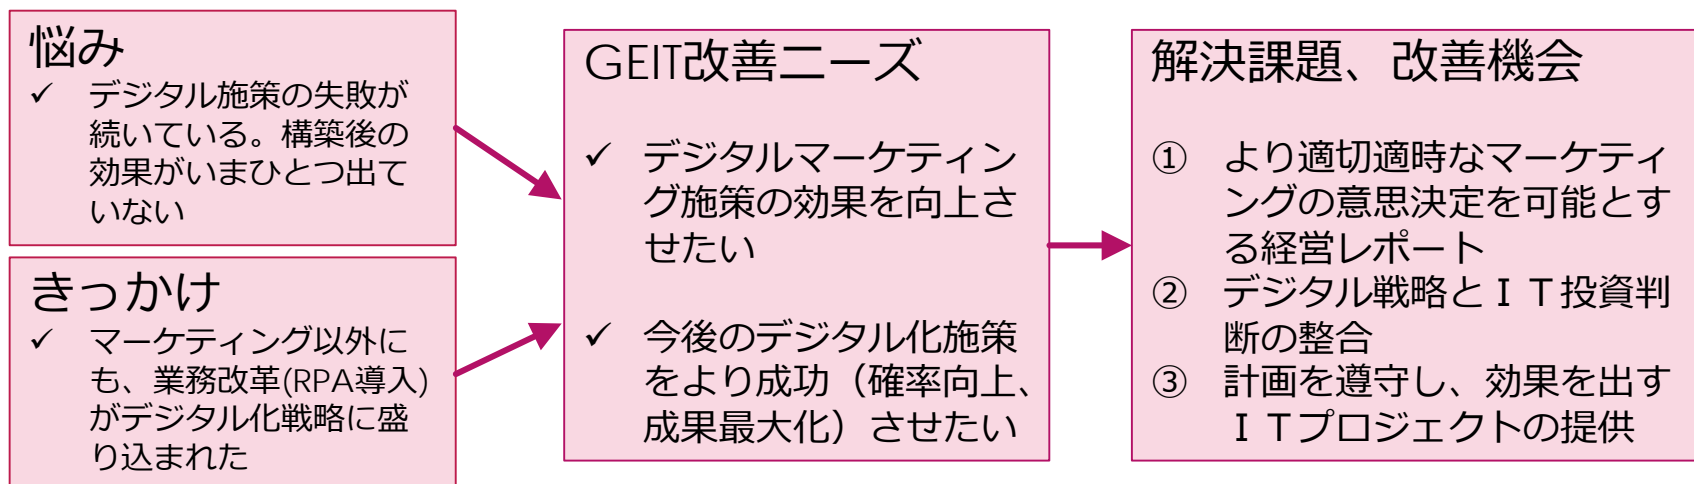 悩み
✓ デジタル施策の失敗が
続いている。構築後の
効果がいまひとつ出て
いない
きっかけ
✓ マーケティング以外に
も、業務改革(RPA導入)
がデジタル化戦略に盛
り込まれた
GEIT改善ニーズ
✓ デジタルマーケティン
グ施策の効果を向上さ
せたい
✓ 今後のデジタル化施策
をより成功（確率向上、
成果最大化）させたい
解決課題、改善機会
① より適切適時なマーケティ
ングの意思決定を可能とす
る経営レポート
② デジタル戦略とＩＴ投資判
断の整合
③ 計画を遵守し、効果を出す
ＩＴプロジェクトの提供